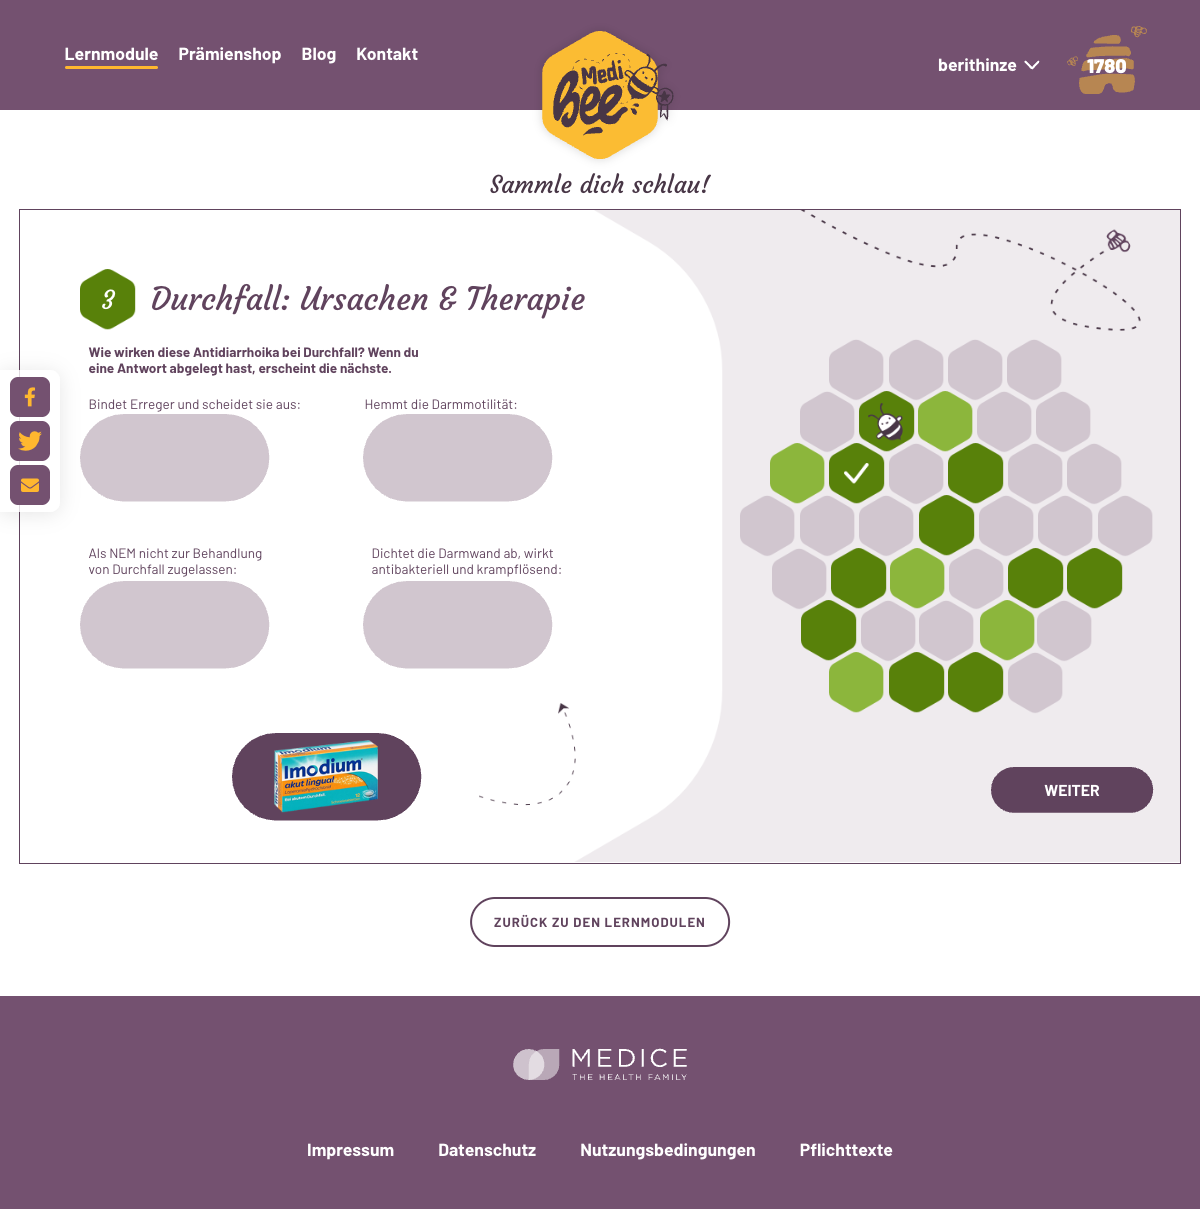 Lernmodule Prämienshop Blog Kontakt
Medi
bee
berithinze
1780
Sammle dich schlau!
3 Durchfall: Ursachen & Therapie
Wie wirken diese Antidiarrhoika bei Durchfall? Wenn du
eine Antwort abgelegt hast, erscheint die nächste.
Bindet Erreger und scheidet sie aus:
Hemmt die Darmmotilität:
Als NEM nicht zur Behandlung
von Durchfall zugelassen:
Dichtet die Darmwand ab, wirkt
antibakteriell und krampflösend:
Imodium
Imodium
akut lingual
WEITER
ZURÜCK ZU DEN LERNMODULEN
MEDICE
THE HEALTH FAMILY
Impressum Datenschutz Nutzungsbedingungen Pflichttexte